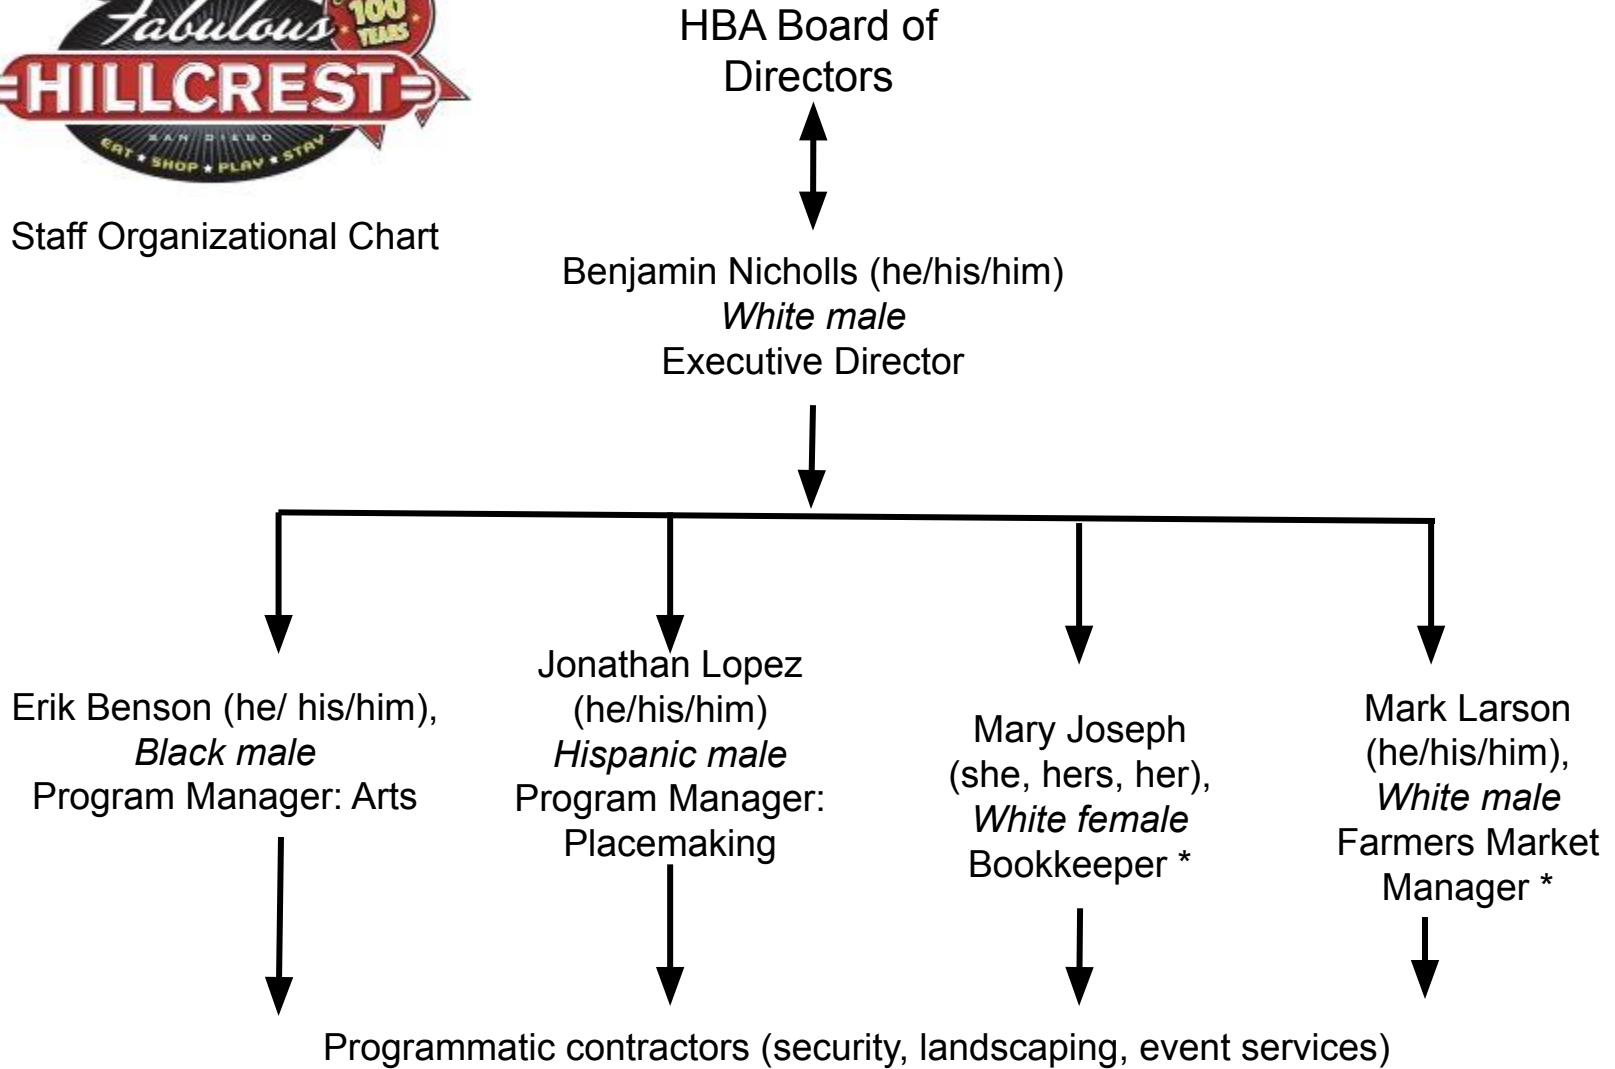 Fabulous
100
YEARS
HILLCREST
SAN DIEGO
EAT ★ SHOP ★ PLAY ★ STAY
Staff Organizational Chart
HBA Board of
Directors
Benjamin Nicholls (he/his/him)
White male
Executive Director
Erik Benson (he/ his/him),
Black male
Program Manager: Arts
Jonathan Lopez
(he/his/him)
Hispanic male
Program Manager:
Placemaking
Mary Joseph
(she, hers, her),
White female
Bookkeeper *
Mark Larson
(he/his/him),
White male
Farmers Market
Manager *
Programmatic contractors (security, landscaping, event services)